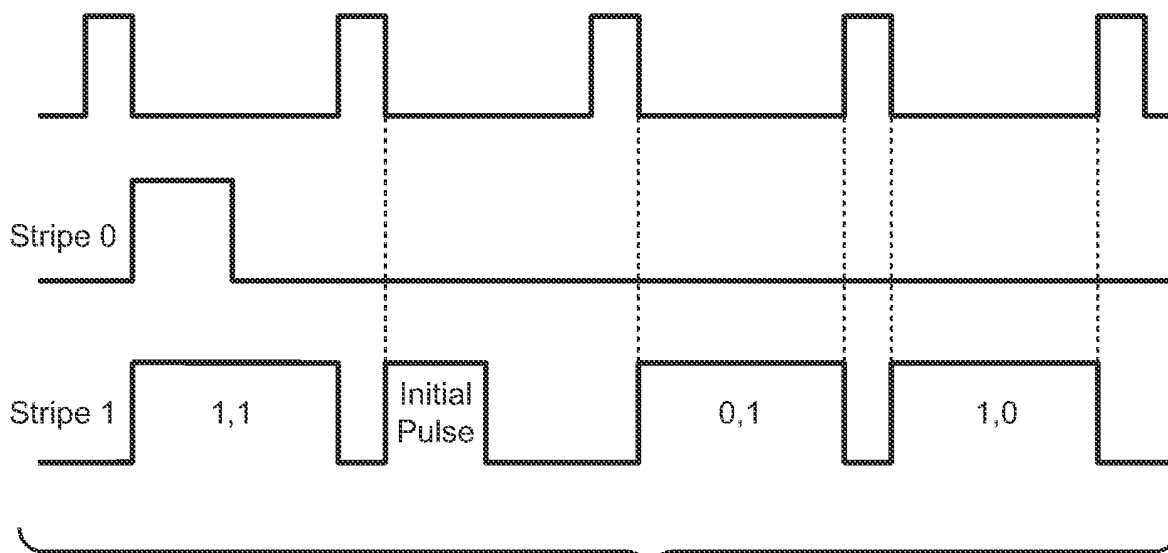 Stripe 0
Stripe 1
1,1
Initial
Pulse
0,1
1,0